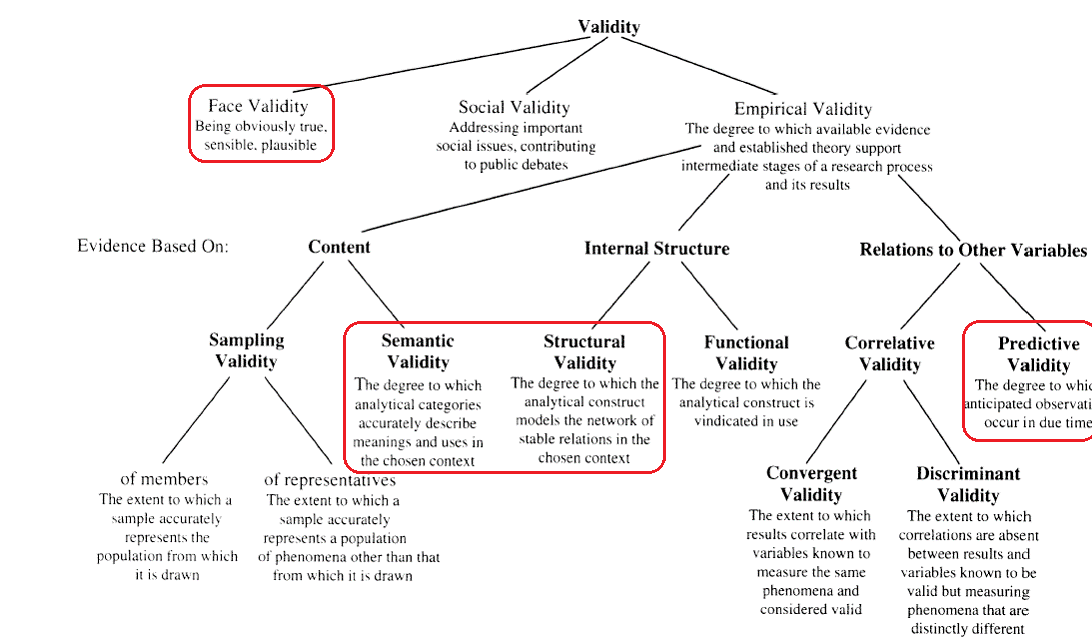 Validity
Face Validity
Being obviously true,
sensible, plausible
Social Validity
Addressing important
social issues, contributing
to public debates
Empirical Validity
The degree to which available evidence
and established theory support
intermediate stages of a research process
and its results
Evidence Based On:
Content
Internal Structure
Relations to Other Variables
Sampling
Validity
Semantic
Validity
The degree to which
analytical categories
accurately describe
meanings and uses in
the chosen context
Structural
Validity
The degree to which the
analytical construct
models the network of
stable relations in the
chosen context
Functional
Validity
The degree to which the
analytical construct is
vindicated in use
Correlative
Validity
Predictive
Validity
The degree to
anticipated
occur in due time
of members
The extent to which a
sample accurately
represents the
population from which
it is drawn
of representatives
The extent to which a
sample accurately
represents a population
of phenomena other than that
from which it is drawn
Convergent
Validity
The extent to which
results correlate with
variables known to
measure the same
phenomena and
considered valid
Discriminant
Validity
The extent to which
correlations are absent
between results and
variables known to be
valid but measuring
phenomena that are
distinctly different